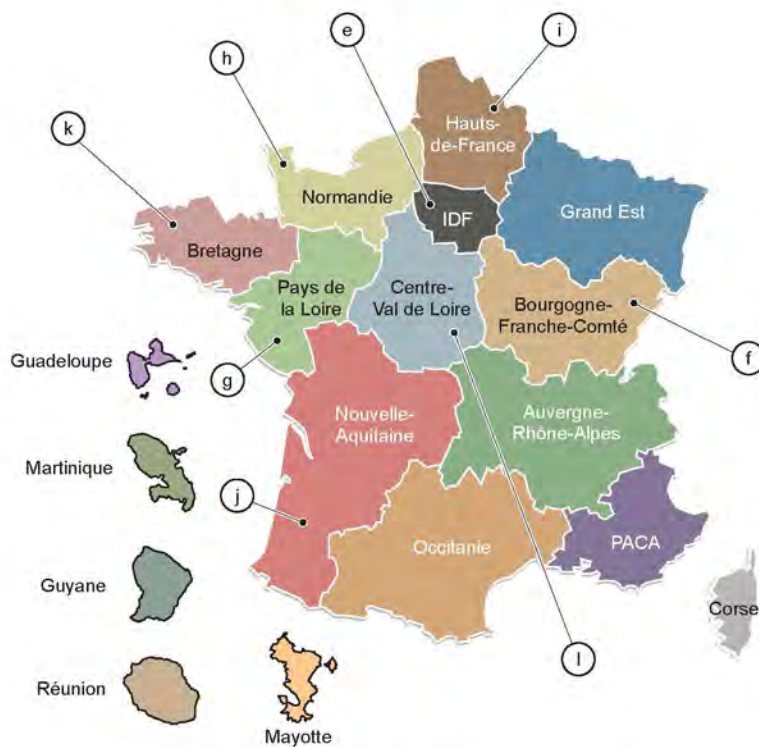 e
i
h
k
Hauts-
de-France
Normandie
IDF
Grand Est
Bretagne
Pays de
la Loire
Centre-
Val de Loire
Bourgogne-
Franche-Comté
Guadeloupe
g
f
Nouvelle-
Aquitaine
Auvergne-
Rhône-Alpes
Martinique
j
Occitanie
PACA
Guyane
Corse
l
Réunion
Mayotte